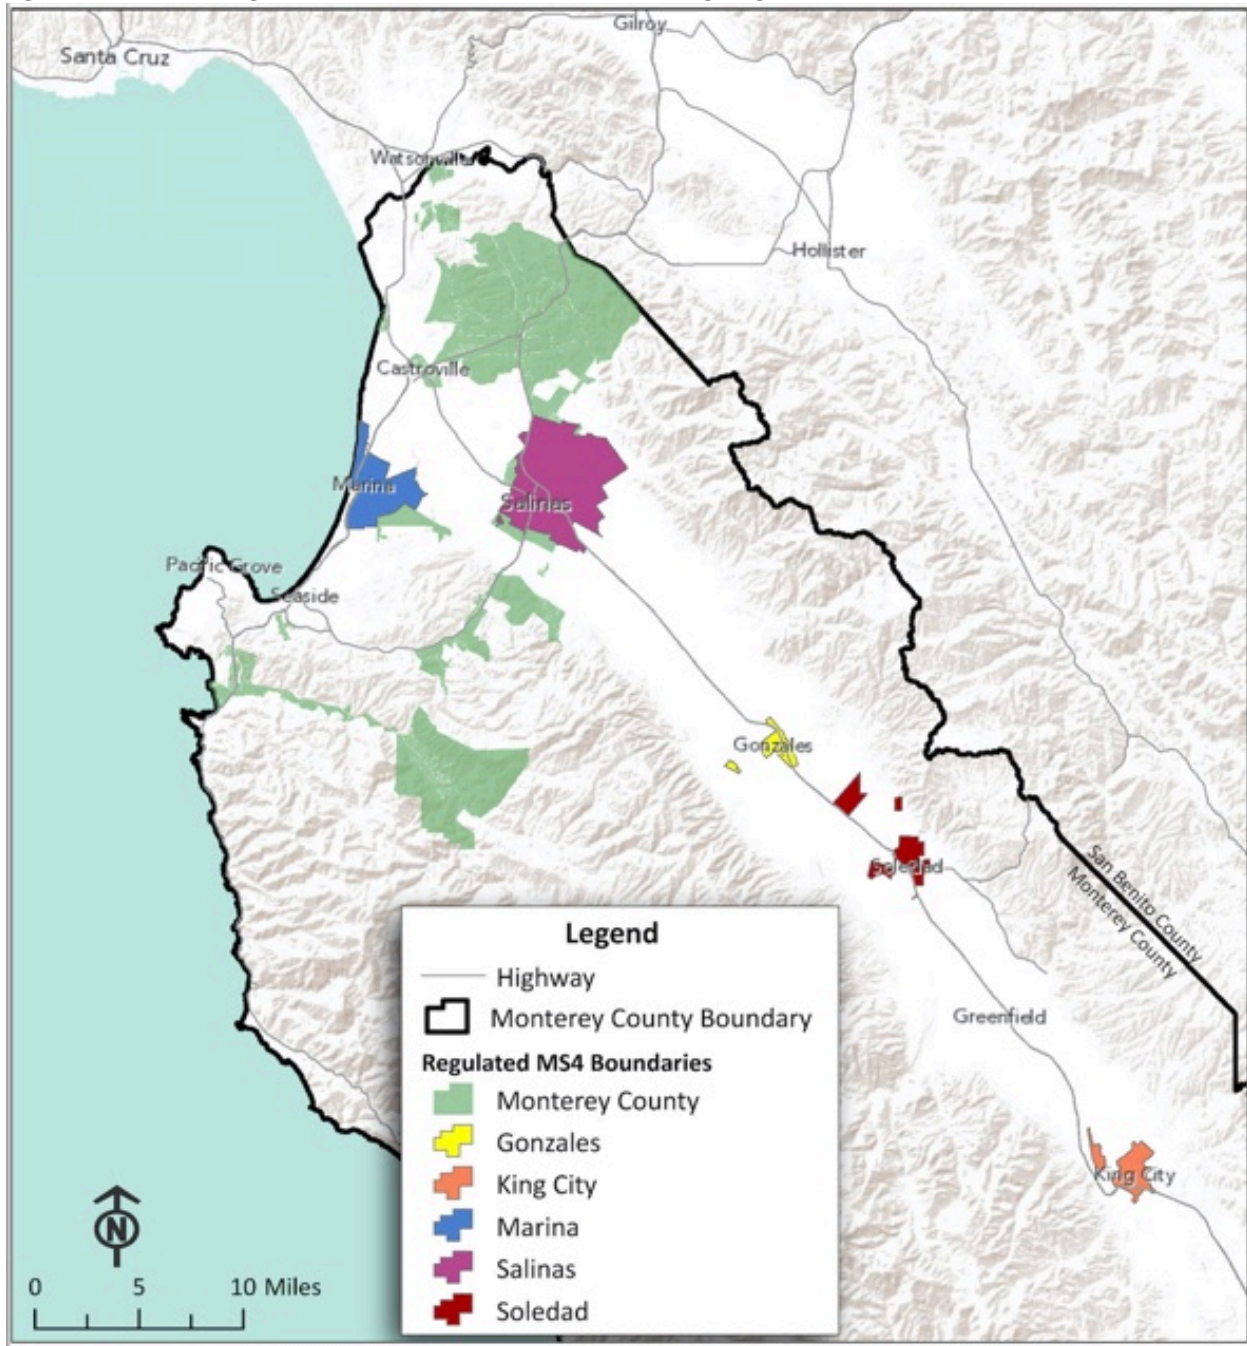 Gilroy
Santa Cruz
Watsonville
Hollister
Castroville
Marina
Salinas
Pacific Grove
Seaside
Gonzales
Soledad
San Benito County
Monterey County
Greenfield
King City
Legend
Highway
Monterey County Boundary
Regulated MS4 Boundaries
Monterey County
Gonzales
King City
Marina
Salinas
Soledad
N
0 5 10 Miles